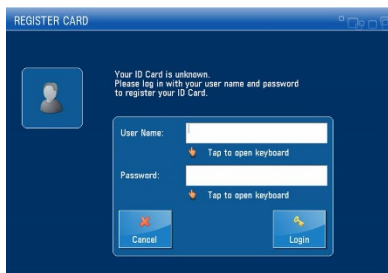 REGISTER CARD
Your ID Card is unknown.
Please log in with your user name and password
to register your ID Card.
User Name:
Tap to open keyboard
Password:
Tap to open keyboard
Cancel
Login